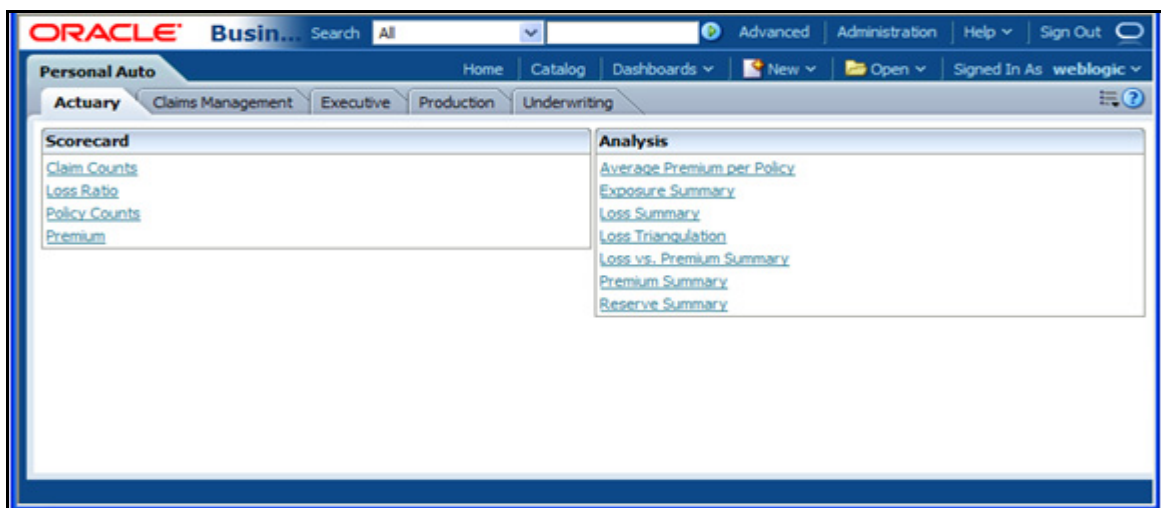 ORACLE Busin... Search All Advanced Administration Help Sign Out
Personal Auto Home Catalog Dashboards New Open Signed In As weblogic
Actuary Claims Management Executive Production Underwriting ?
Scorecard
Claim Counts
Loss Ratio
Policy Counts
Premium
Analysis
Average Premium per Policy
Exposure Summary
Loss Summary
Loss Triangulation
Loss vs. Premium Summary
Premium Summary
Reserve Summary